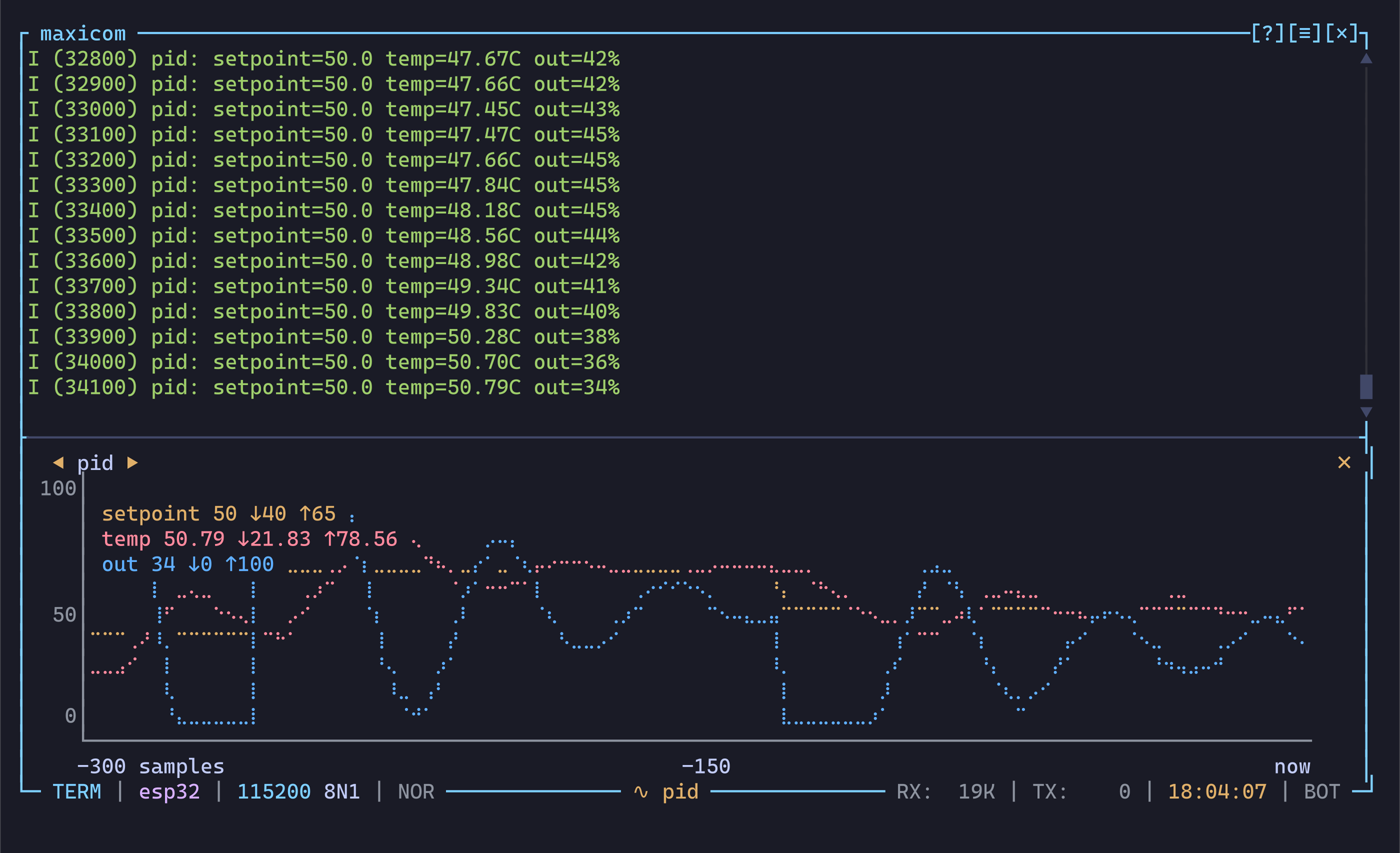 maxicom [?][≡][×]
I (32800) pid: setpoint=50.0 temp=47.67C out=42%
I (32900) pid: setpoint=50.0 temp=47.66C out=42%
I (33000) pid: setpoint=50.0 temp=47.45C out=43%
I (33100) pid: setpoint=50.0 temp=47.47C out=45%
I (33200) pid: setpoint=50.0 temp=47.66C out=45%
I (33300) pid: setpoint=50.0 temp=47.84C out=45%
I (33400) pid: setpoint=50.0 temp=48.18C out=45%
I (33500) pid: setpoint=50.0 temp=48.56C out=44%
I (33600) pid: setpoint=50.0 temp=48.98C out=42%
I (33700) pid: setpoint=50.0 temp=49.34C out=41%
I (33800) pid: setpoint=50.0 temp=49.83C out=40%
I (33900) pid: setpoint=50.0 temp=50.28C out=38%
I (34000) pid: setpoint=50.0 temp=50.70C out=36%
I (34100) pid: setpoint=50.0 temp=50.79C out=34%
◄ pid ► ×
100
setpoint 50 ↓40 ↑65
temp 50.79 ↓21.83 ↑78.56
out 34 ↓0 ↑100
50
0
−300 samples −150 now
TERM | esp32 | 115200 8N1 | NOR ∿ pid RX: 19K | TX: 0 | 18:04:07 | BOT